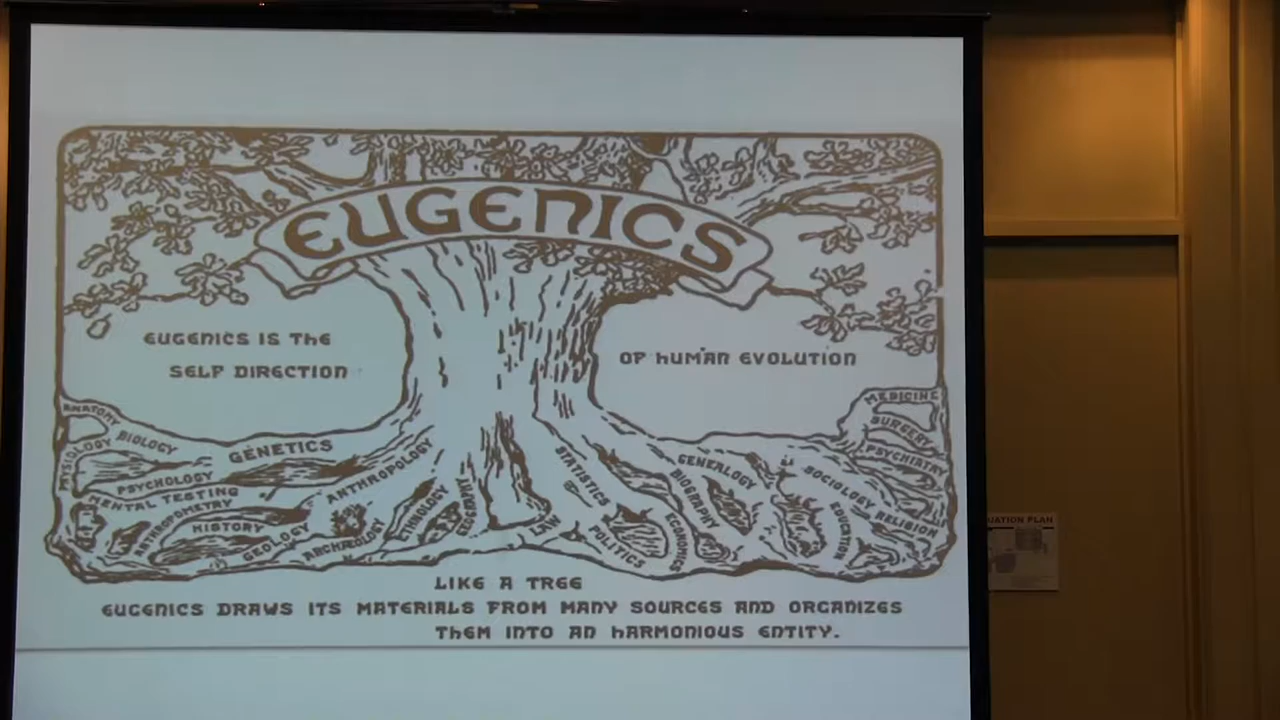 EUGENICS
EUGENICS IS THE
SELF DIRECTION
OF HUMAN EVOLUTION
ANATOMY
PHYSIOLOGY
BIOLOGY
GENETICS
PSYCHOLOGY
MENTAL TESTING
ANTHROPOMETRY
HISTORY
GEOLOGY
ANTHROPOLOGY
ARCHÆOLOGY
ETHNOLOGY
GEOGRAPHY
LAW
STATISTICS
POLITICS
ECONOMICS
BIOGRAPHY
GENEALOGY
EDUCATION
SOCIOLOGY
RELIGION
PSYCHIATRY
SURGERY
MEDICINE
LIKE A TREE
EUGENICS DRAWS ITS MATERIALS FROM MANY SOURCES AND ORGANIZES
THEM INTO AN HARMONIOUS ENTITY.
PLAN